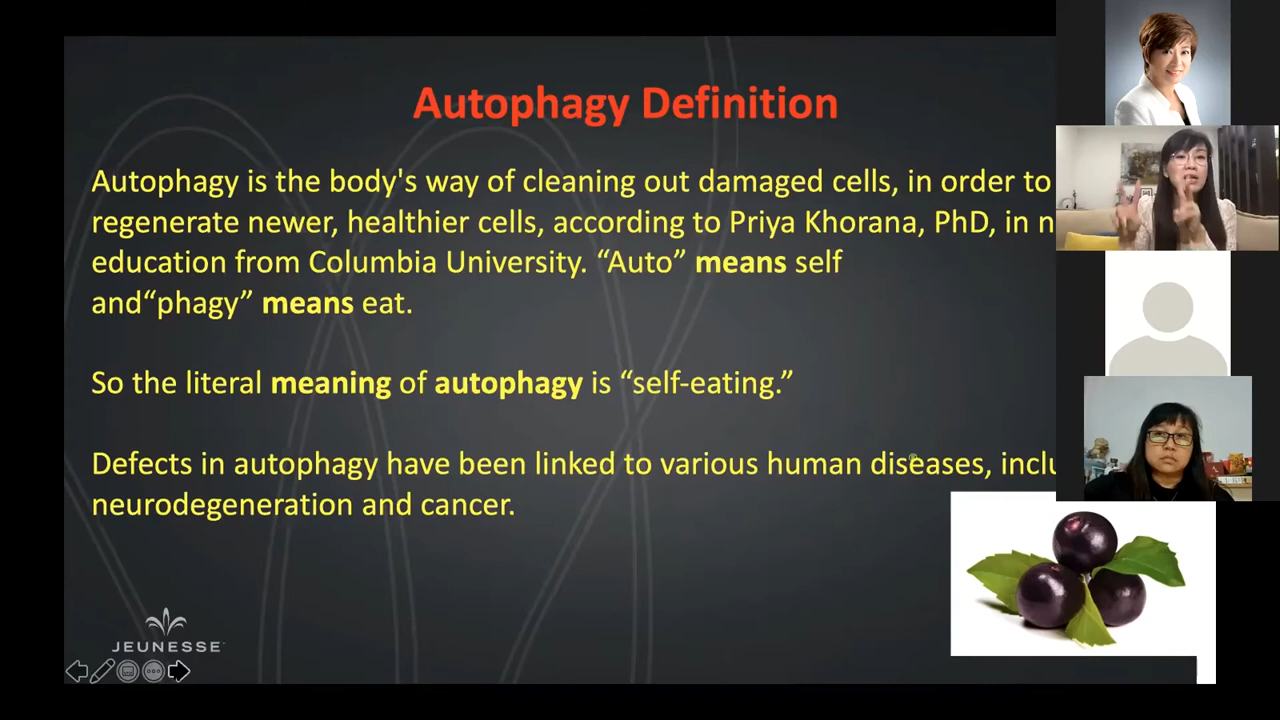 Autophagy Definition
Autophagy is the body's way of cleaning out damaged cells, in order to
regenerate newer, healthier cells, according to Priya Khorana, PhD, in
education from Columbia University. “Auto” means self
and“phagy” means eat.
So the literal meaning of autophagy is “self-eating.”
Defects in autophagy have been linked to various human diseases,
neurodegeneration and cancer.
JEUNESSE